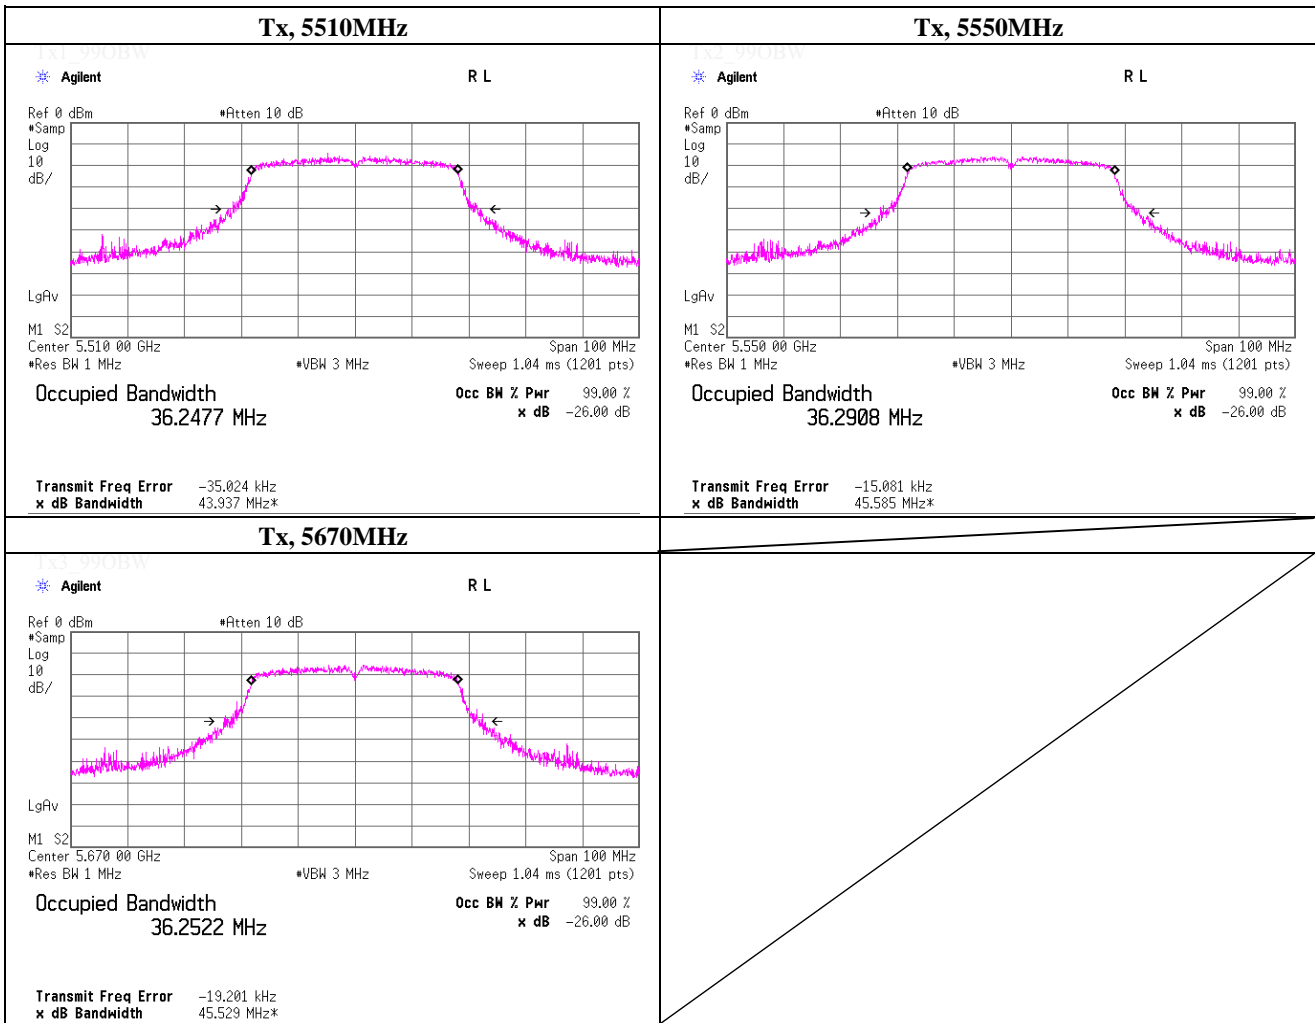 Tx, 5510MHz
Tx, 5550MHz
Tx1_99OBW
Agilent
R L
Ref 0 dBm
#Atten 10 dB
#Samp
Log
10
dB/
LgAv
M1 S2
Center 5.510 00 GHz
Span 100 MHz
#Res BW 1 MHz
#VBW 3 MHz
Sweep 1.04 ms (1201 pts)
Occupied Bandwidth
36.2477 MHz
Occ BW % Pwr 99.00 %
x dB -26.00 dB
Transmit Freq Error -35.024 kHz
x dB Bandwidth 43.937 MHz*
Tx2_99OBW
Agilent
R L
Ref 0 dBm
#Atten 10 dB
#Samp
Log
10
dB/
LgAv
M1 S2
Center 5.550 00 GHz
Span 100 MHz
#Res BW 1 MHz
#VBW 3 MHz
Sweep 1.04 ms (1201 pts)
Occupied Bandwidth
36.2908 MHz
Occ BW % Pwr 99.00 %
x dB -26.00 dB
Transmit Freq Error -15.081 kHz
x dB Bandwidth 45.585 MHz*
Tx, 5670MHz
Tx3_99OBW
Agilent
R L
Ref 0 dBm
#Atten 10 dB
#Samp
Log
10
dB/
LgAv
M1 S2
Center 5.670 00 GHz
Span 100 MHz
#Res BW 1 MHz
#VBW 3 MHz
Sweep 1.04 ms (1201 pts)
Occupied Bandwidth
36.2522 MHz
Occ BW % Pwr 99.00 %
x dB -26.00 dB
Transmit Freq Error -19.201 kHz
x dB Bandwidth 45.529 MHz*